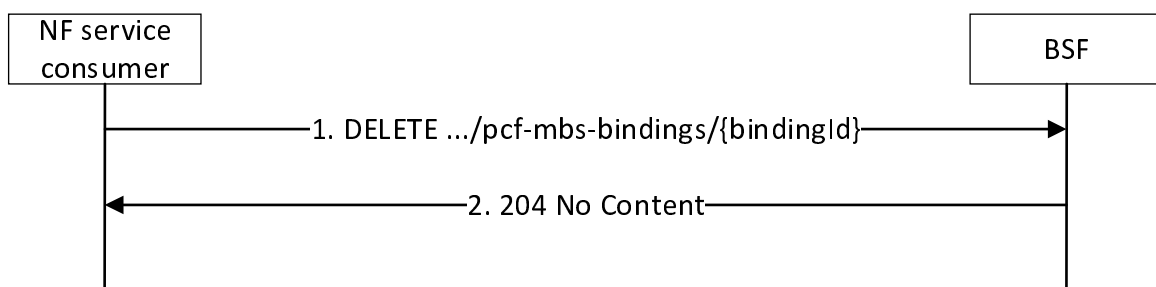 NF service
consumer
BSF
1. DELETE .../pcf-mbs-bindings/{bindingId}
2. 204 No Content